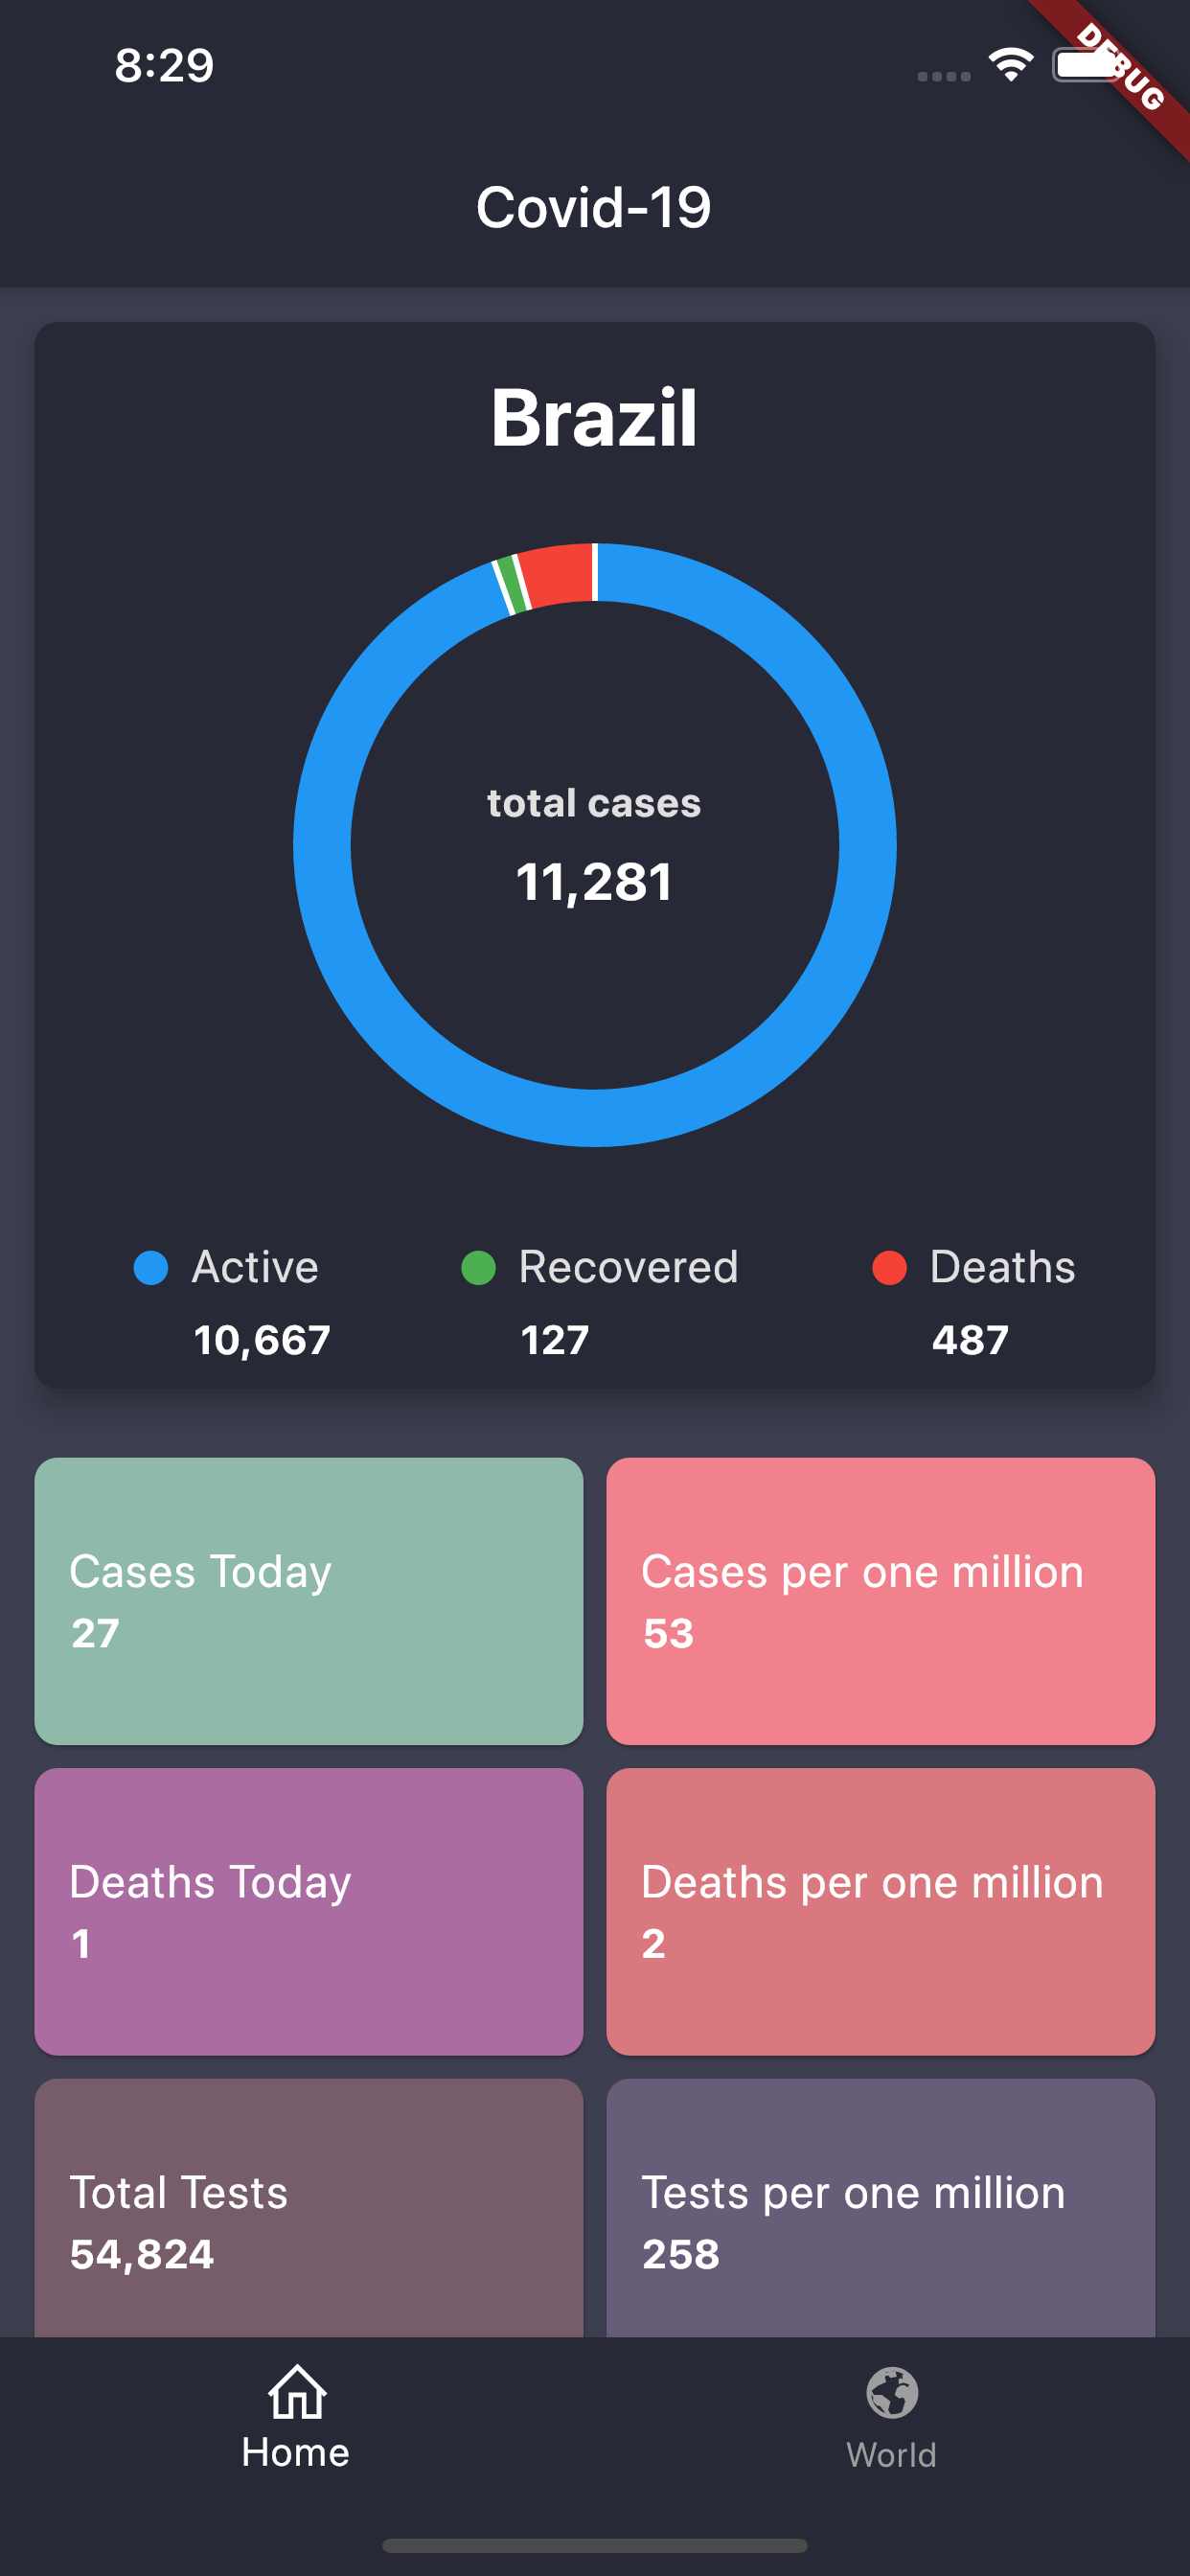 8:29
DEBUG
Covid-19
Brazil
total cases
11,281
Active
10,667
Recovered
127
Deaths
487
Cases Today
27
Cases per one million
53
Deaths Today
1
Deaths per one million
2
Total Tests
54,824
Tests per one million
258
Home
World